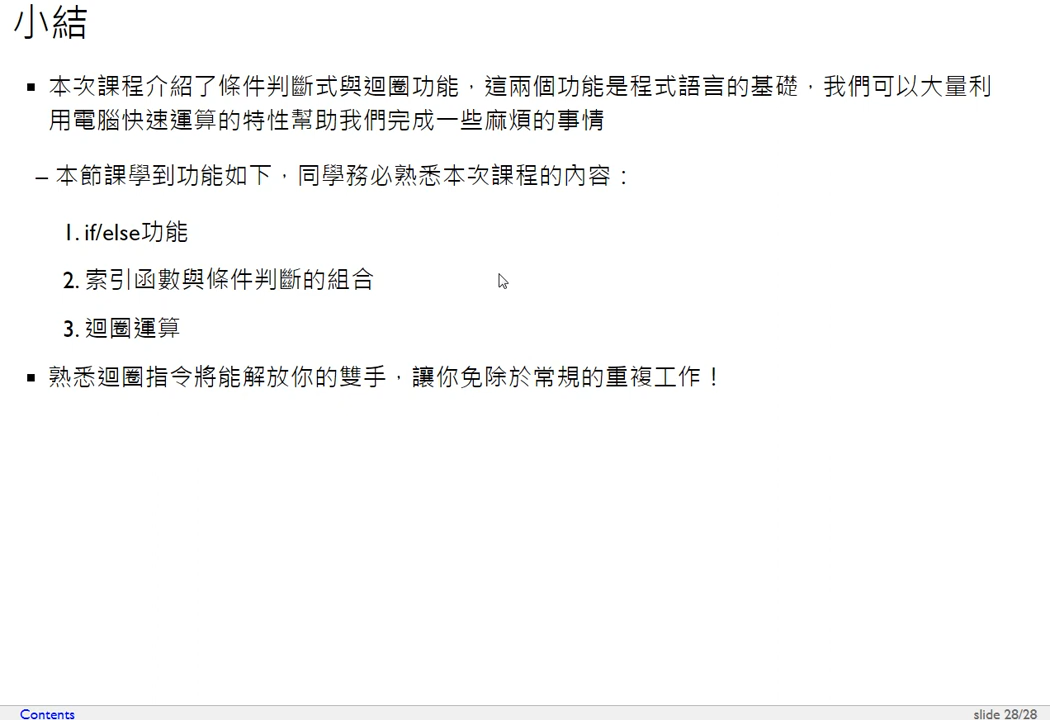 小結
▪ 本次課程介紹了條件判斷式與迴圈功能，這兩個功能是程式語言的基礎，我們可以大量利
用電腦快速運算的特性幫助我們完成一些麻煩的事情
– 本節課學到功能如下，同學務必熟悉本次課程的內容：
1. if/else功能
2. 索引函數與條件判斷的組合
3. 迴圈運算
▪ 熟悉迴圈指令將能解放你的雙手，讓你免除於常規的重複工作！
Contents
slide 28/28